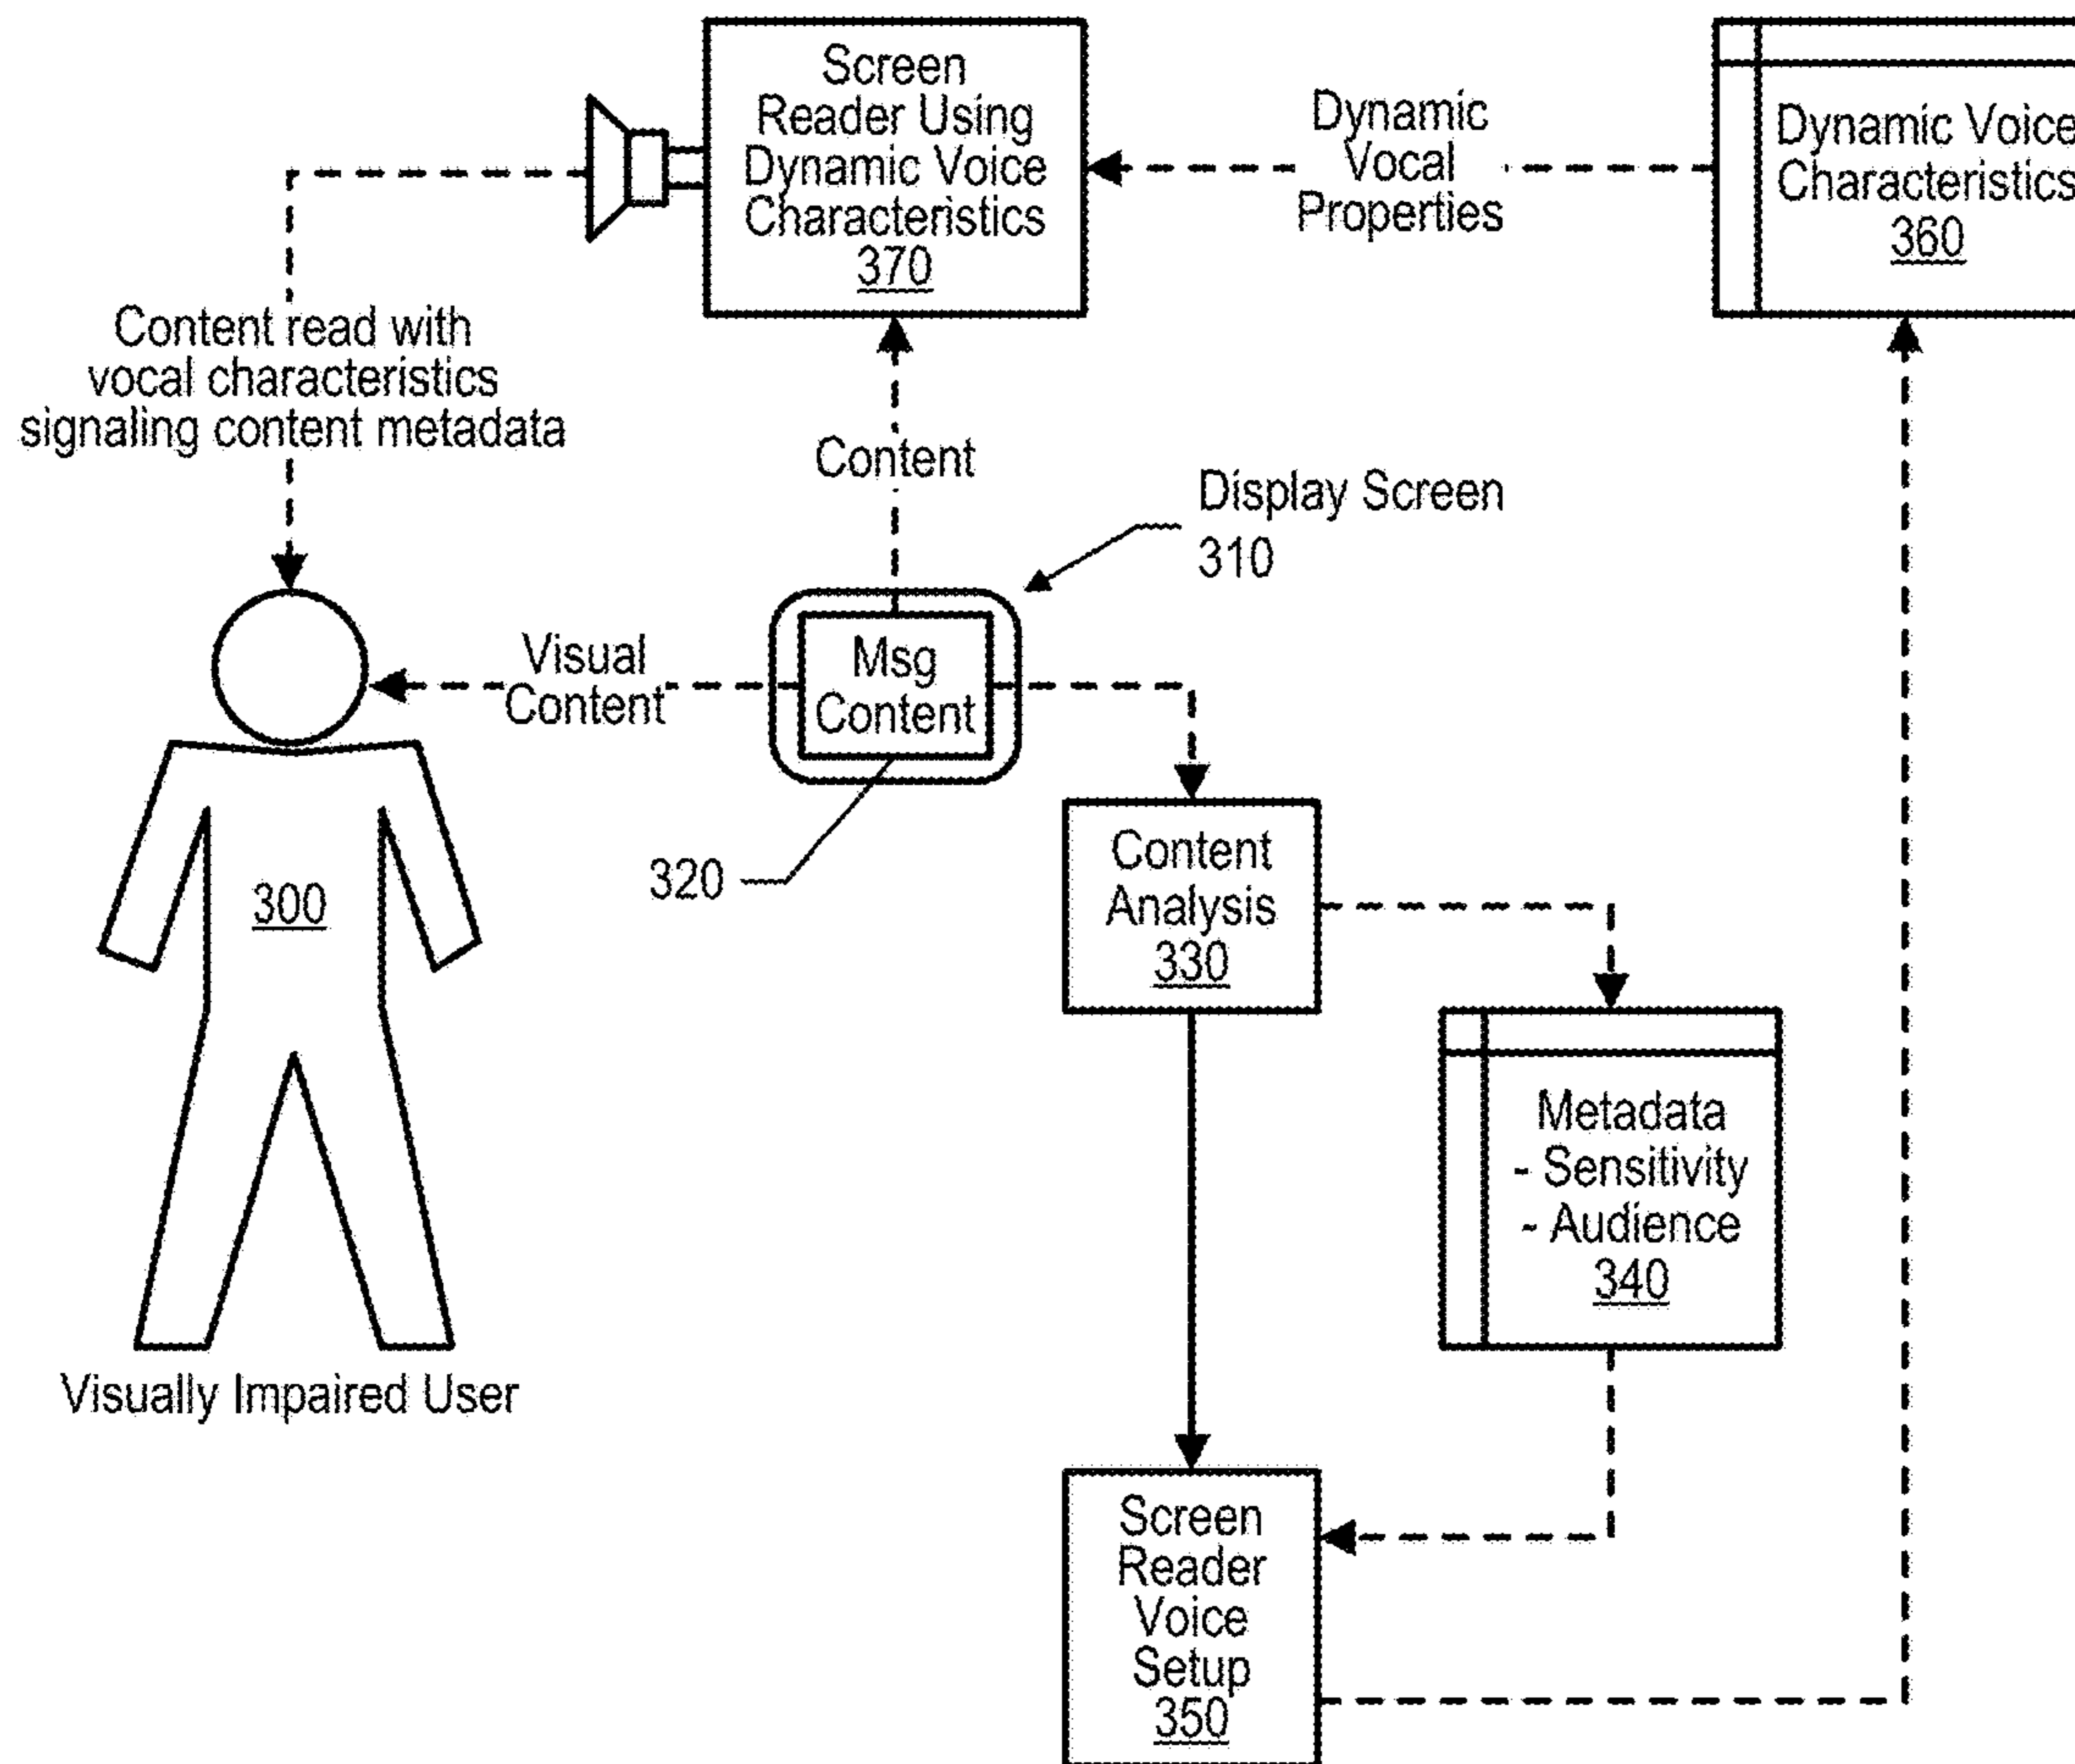 Screen
Reader Using
Dynamic Voice
Characteristics
370
Dynamic
Vocal
Properties
Dynamic Voice
Characteristics
360
Content read with
vocal characteristics
signaling content metadata
Content
Display Screen
310
Visual
Content
Msg
Content
320
300
Content
Analysis
330
Metadata
- Sensitivity
- Audience
340
Visually Impaired User
Screen
Reader
Voice
Setup
350